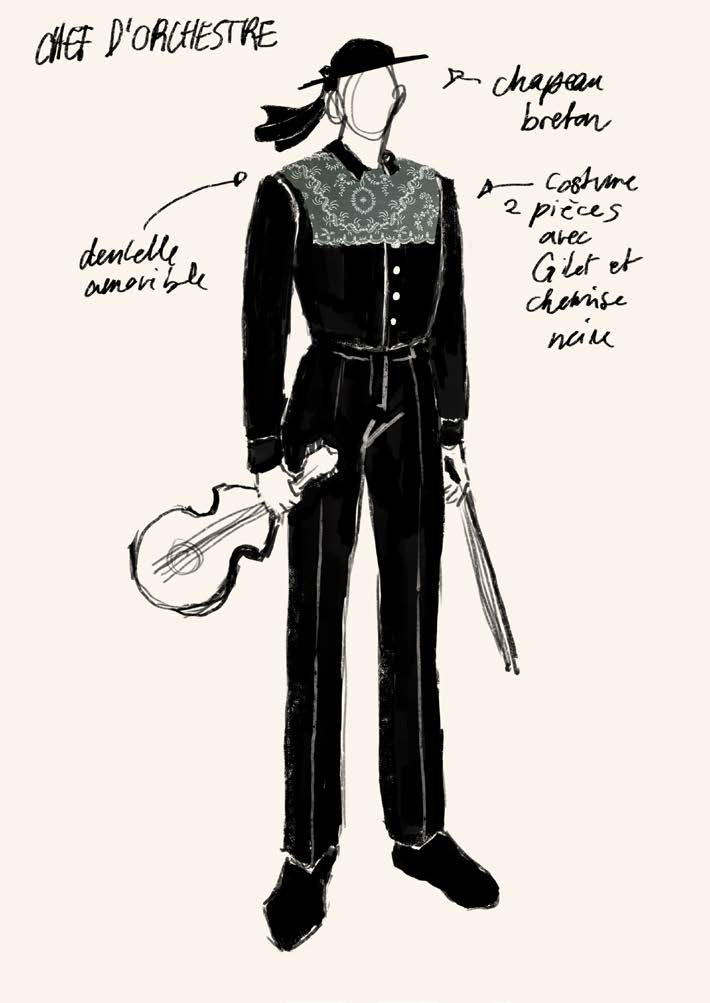 CHEF D'ORCHESTRE
chapeau
breton
costume
2 pièces
avec
Gilet et
chemise
noire
dentelle
amovible